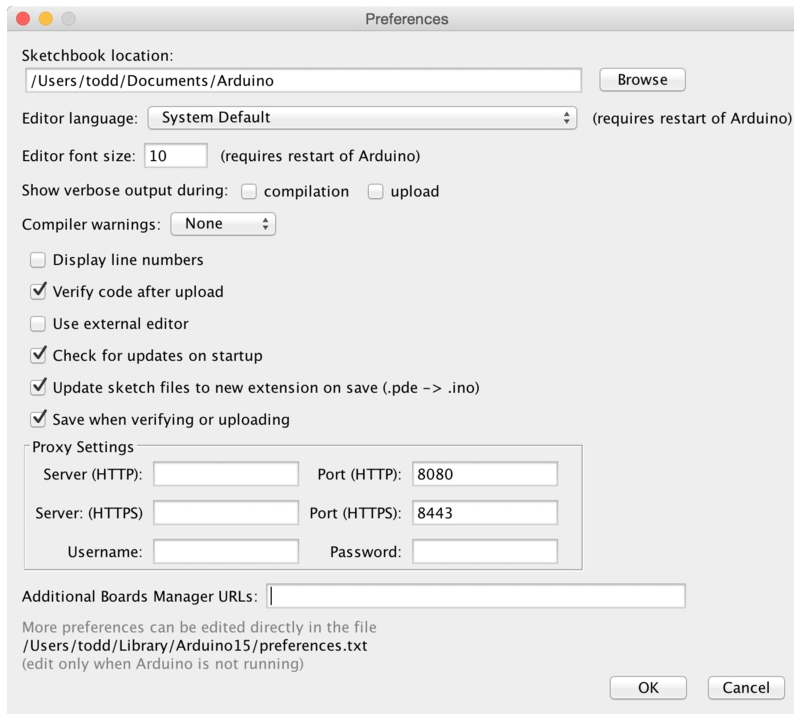 Preferences
Sketchbook location:
/Users/todd/Documents/Arduino Browse
Editor language: System Default (requires restart of Arduino)
Editor font size: 10 (requires restart of Arduino)
Show verbose output during: compilation upload
Compiler warnings: None
Display line numbers
Verify code after upload
Use external editor
Check for updates on startup
Update sketch files to new extension on save (.pde -> .ino)
Save when verifying or uploading
Proxy Settings
Server (HTTP): Port (HTTP): 8080
Server: (HTTPS) Port (HTTPS): 8443
Username: Password:
Additional Boards Manager URLs:
More preferences can be edited directly in the file
/Users/todd/Library/Arduino15/preferences.txt
(edit only when Arduino is not running)
OK Cancel